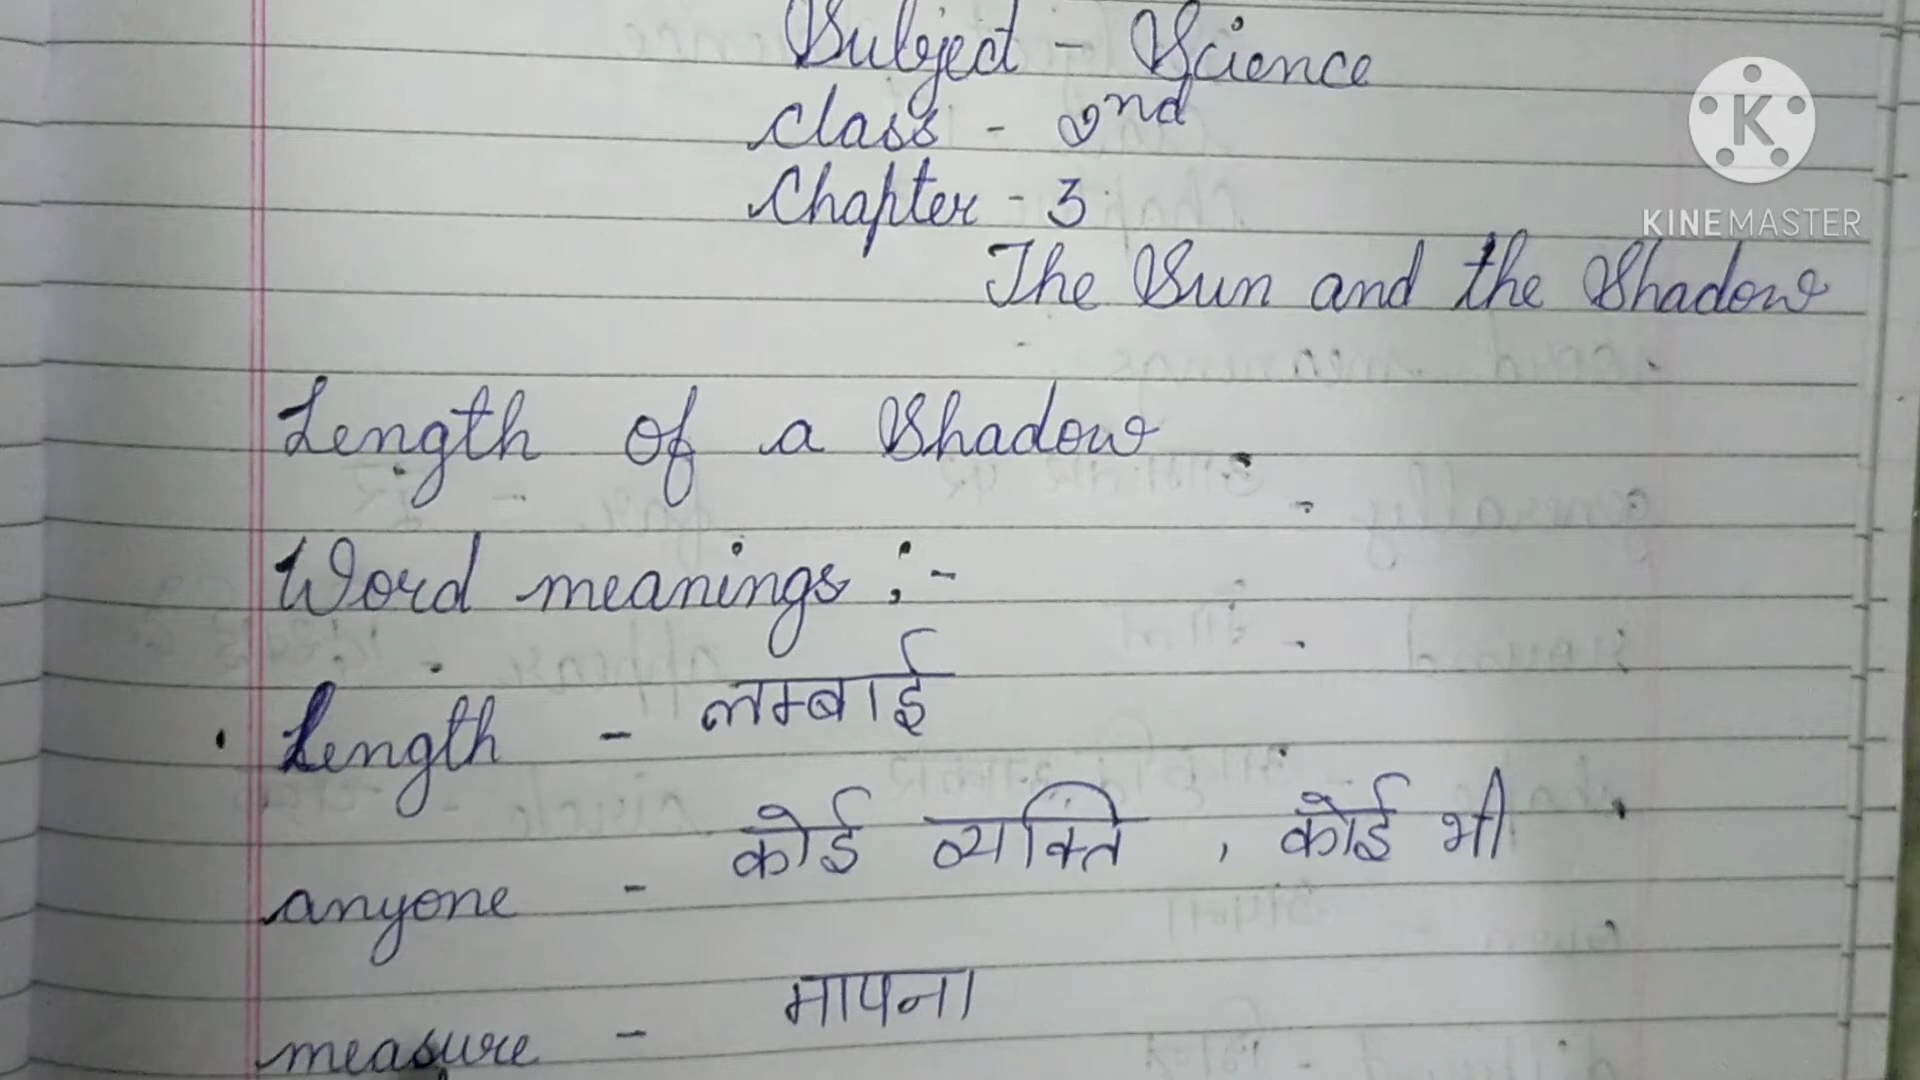 Subject - Science
Class - 2nd
Chapter - 3
The Sun and the Shadow
Length of a Shadow
Word meanings :-
Length - लम्बाई
anyone - कोई व्यक्ति, कोई भी
measure - मापना
K
KINEMASTER